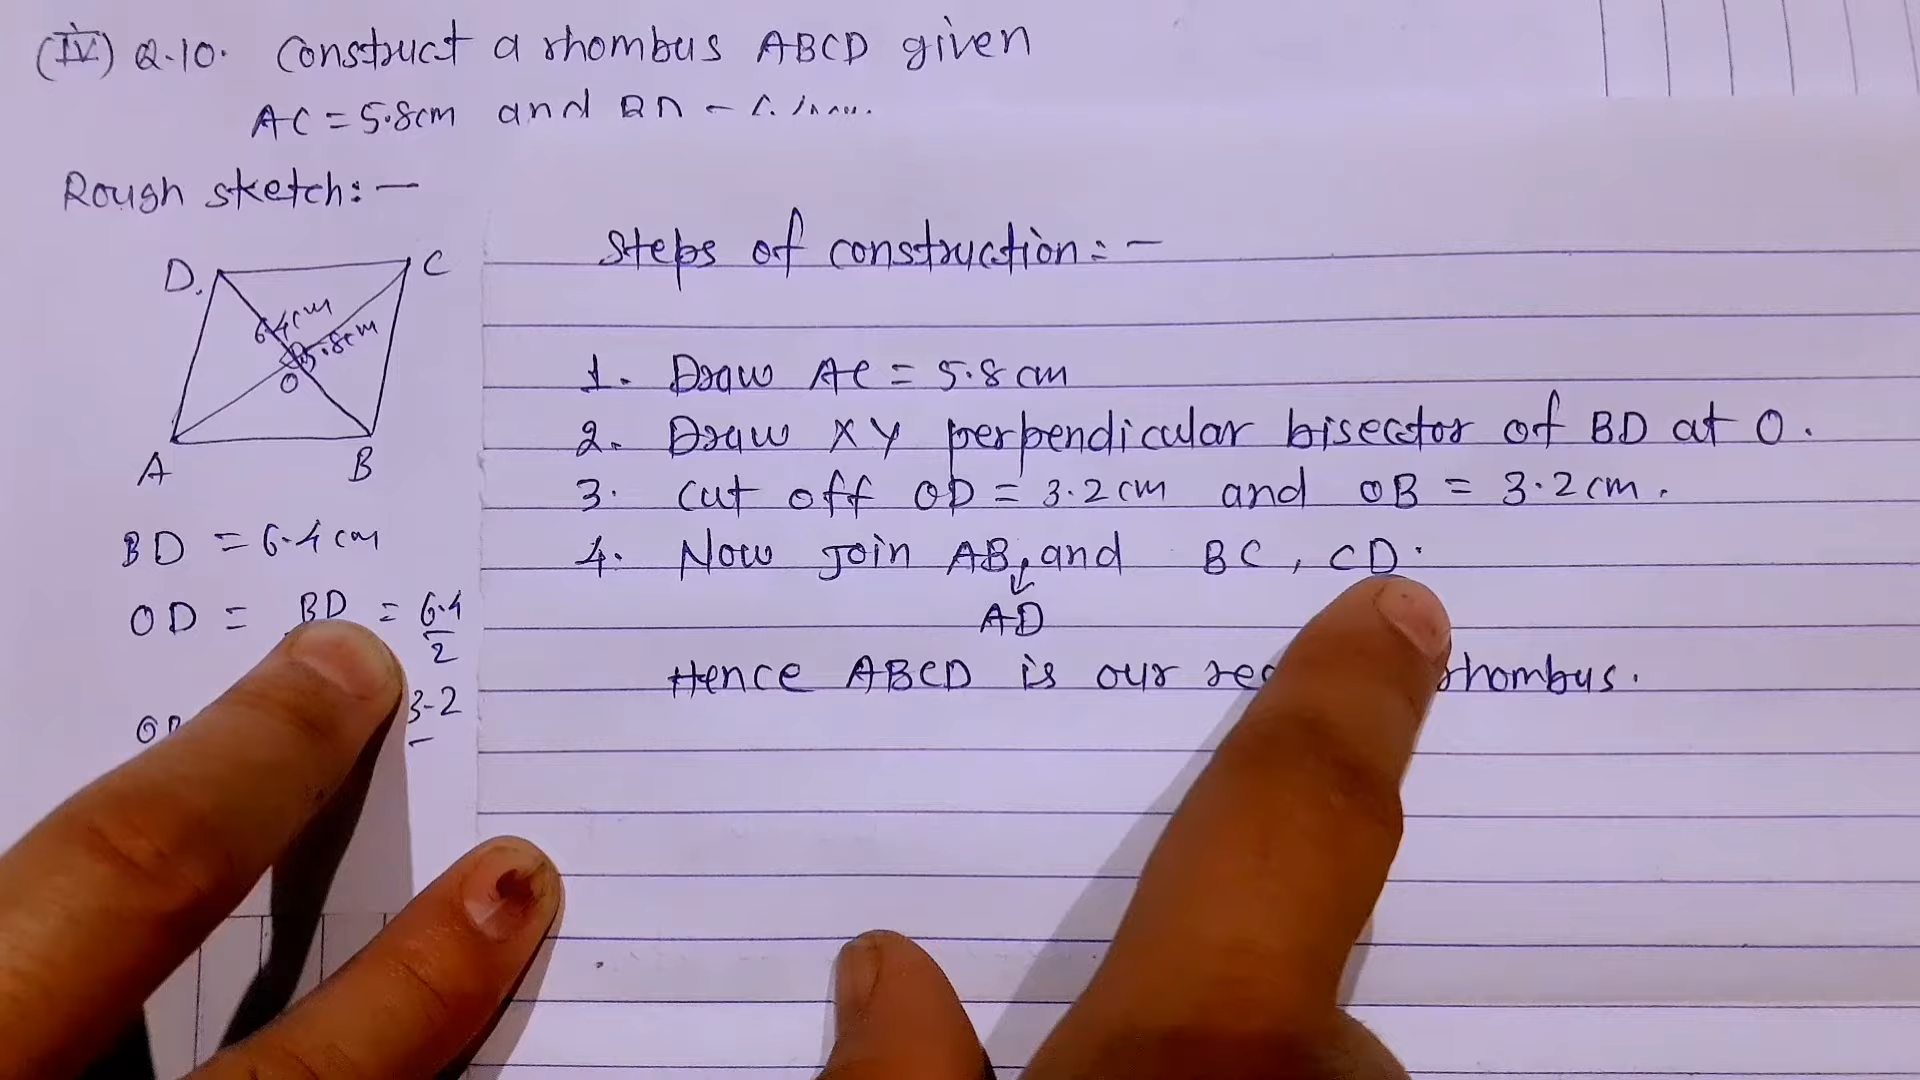 (IV) Q.10. Construct a rhombus ABCD given
AC = 5.8cm and
Rough sketch:-
D. C
6.4cm
5.8cm
O
A B
BD = 6.4cm
OD = BD = 6.4
2
3.2
Steps of construction:-
1. Draw AC = 5.8cm
2. Draw XY perpendicular bisector of BD at O.
3. Cut off OD = 3.2cm and OB = 3.2cm.
4. Now Join AB, and BC, CD.
AD
Hence ABCD is our rhombus.